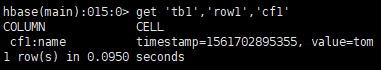 hbase(main):015:0> get 'tb1','row1','cf1'
COLUMN CELL
cf1:name timestamp=1561702895355, value=tom
1 row(s) in 0.0950 seconds